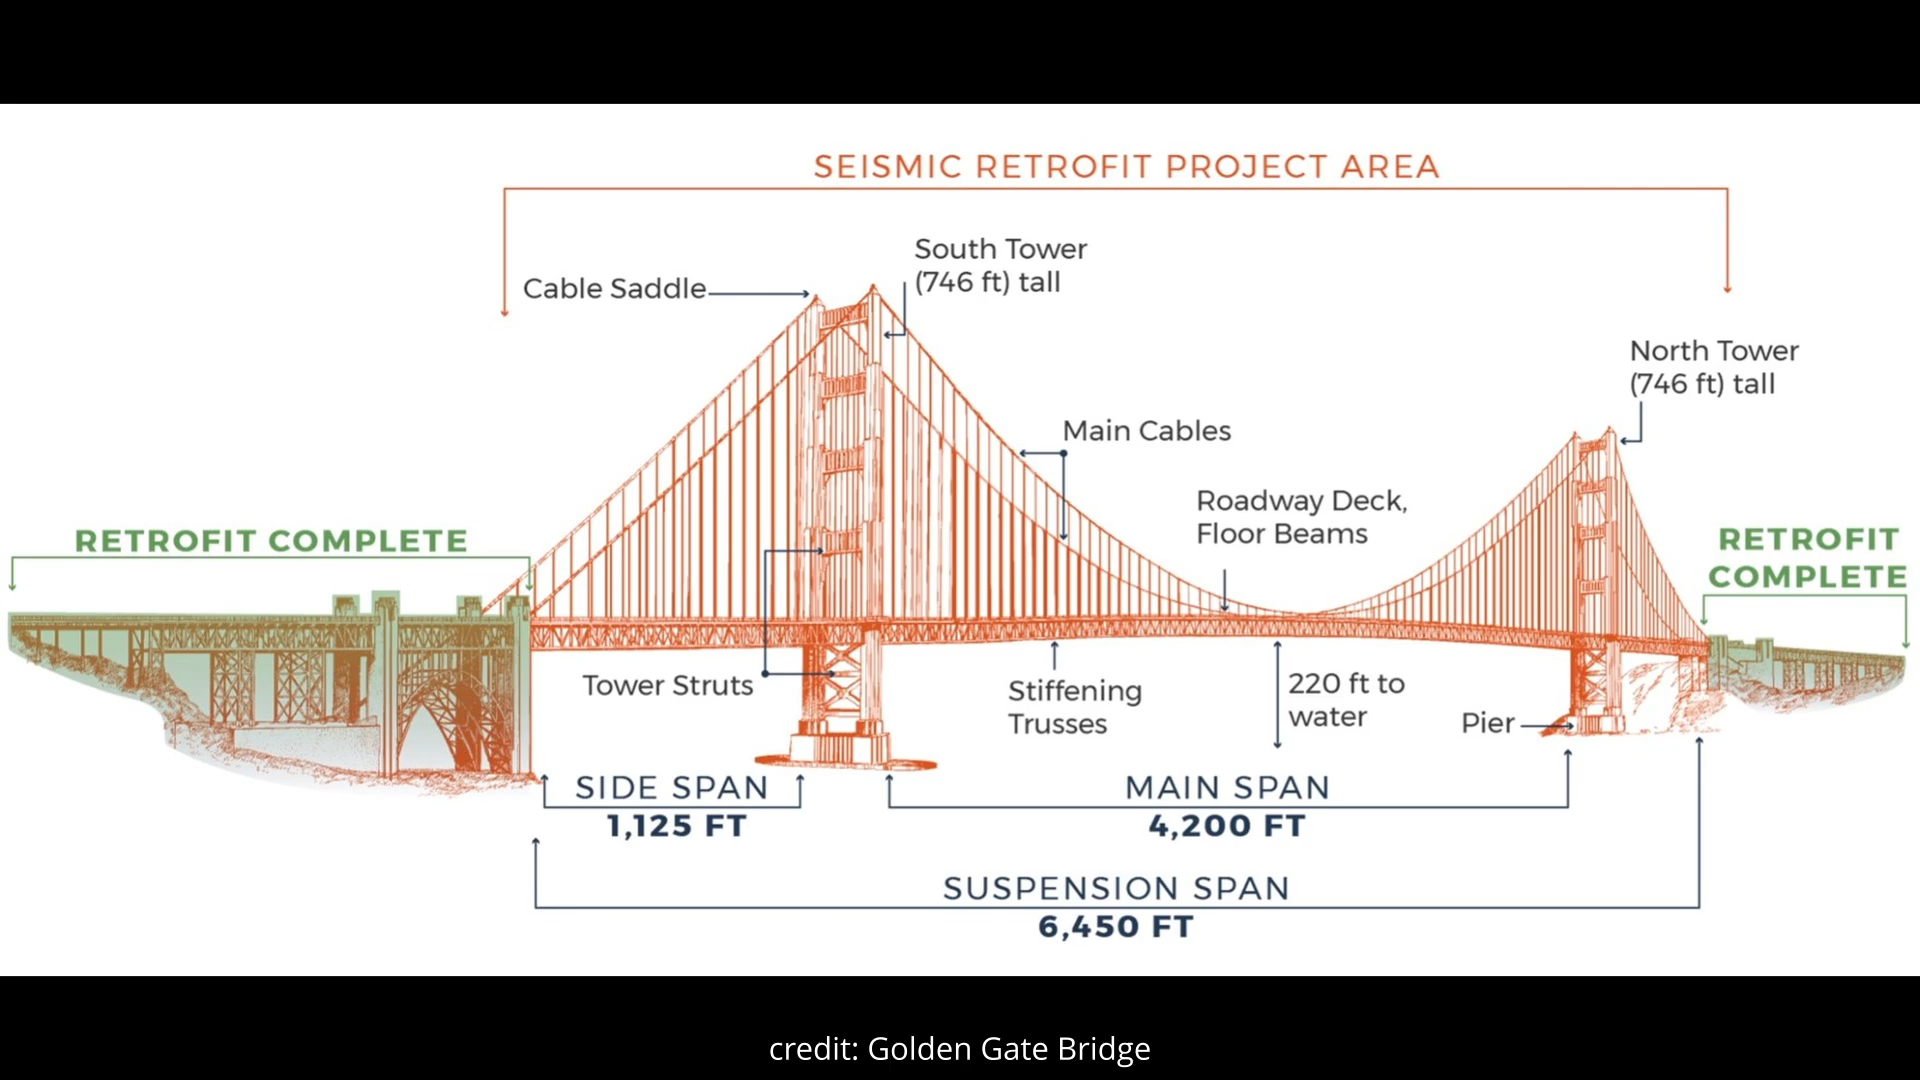 SEISMIC RETROFIT PROJECT AREA
South Tower
(746 ft) tall
Cable Saddle
North Tower
(746 ft) tall
Main Cables
Roadway Deck,
Floor Beams
RETROFIT COMPLETE
RETROFIT
COMPLETE
Tower Struts
Stiffening
Trusses
220 ft to
water
Pier
SIDE SPAN
1,125 FT
MAIN SPAN
4,200 FT
SUSPENSION SPAN
6,450 FT
credit: Golden Gate Bridge